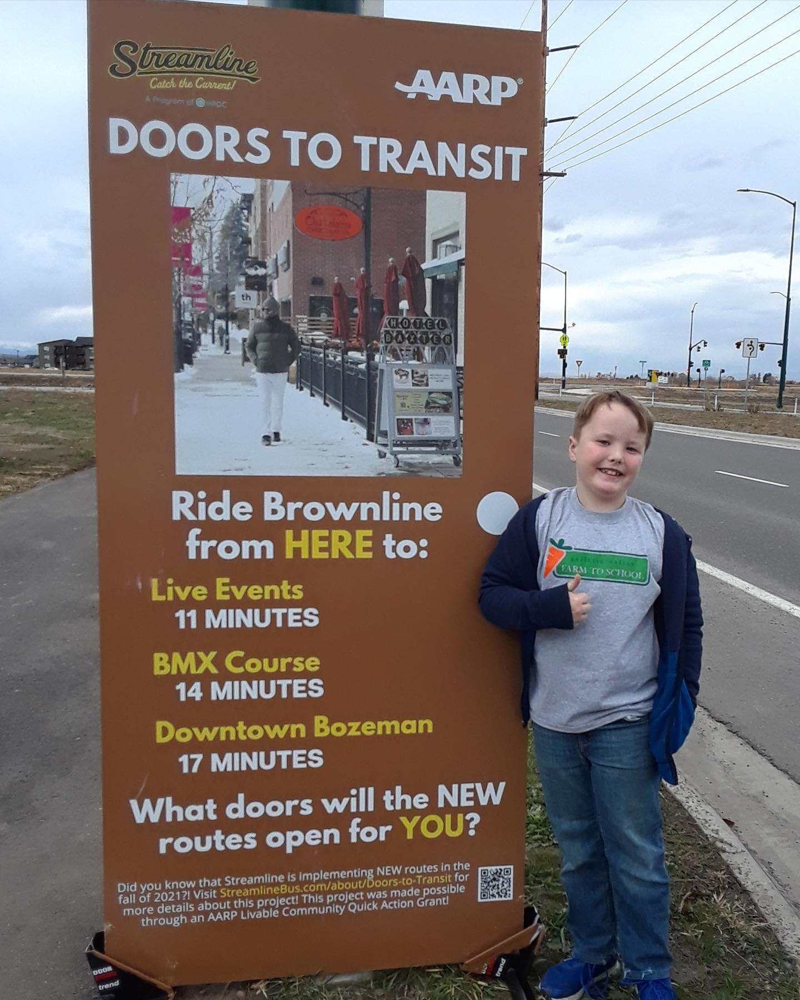 Streamline
Catch the Current!
A Program of HRDC
AARP®
DOORS TO TRANSIT
th
HOTEL
BAXTER
Ride Brownline
from HERE to:
Live Events
11 MINUTES
BMX Course
14 MINUTES
Downtown Bozeman
17 MINUTES
What doors will the NEW
routes open for YOU?
Did you know that Streamline is implementing NEW routes in the
fall of 2021?! Visit StreamlineBus.com/about/Doors-to-Transit for
more details about this project! This project was made possible
through an AARP Livable Community Quick Action Grant!
FARM TO SCHOOL
DOOR
trend
trend